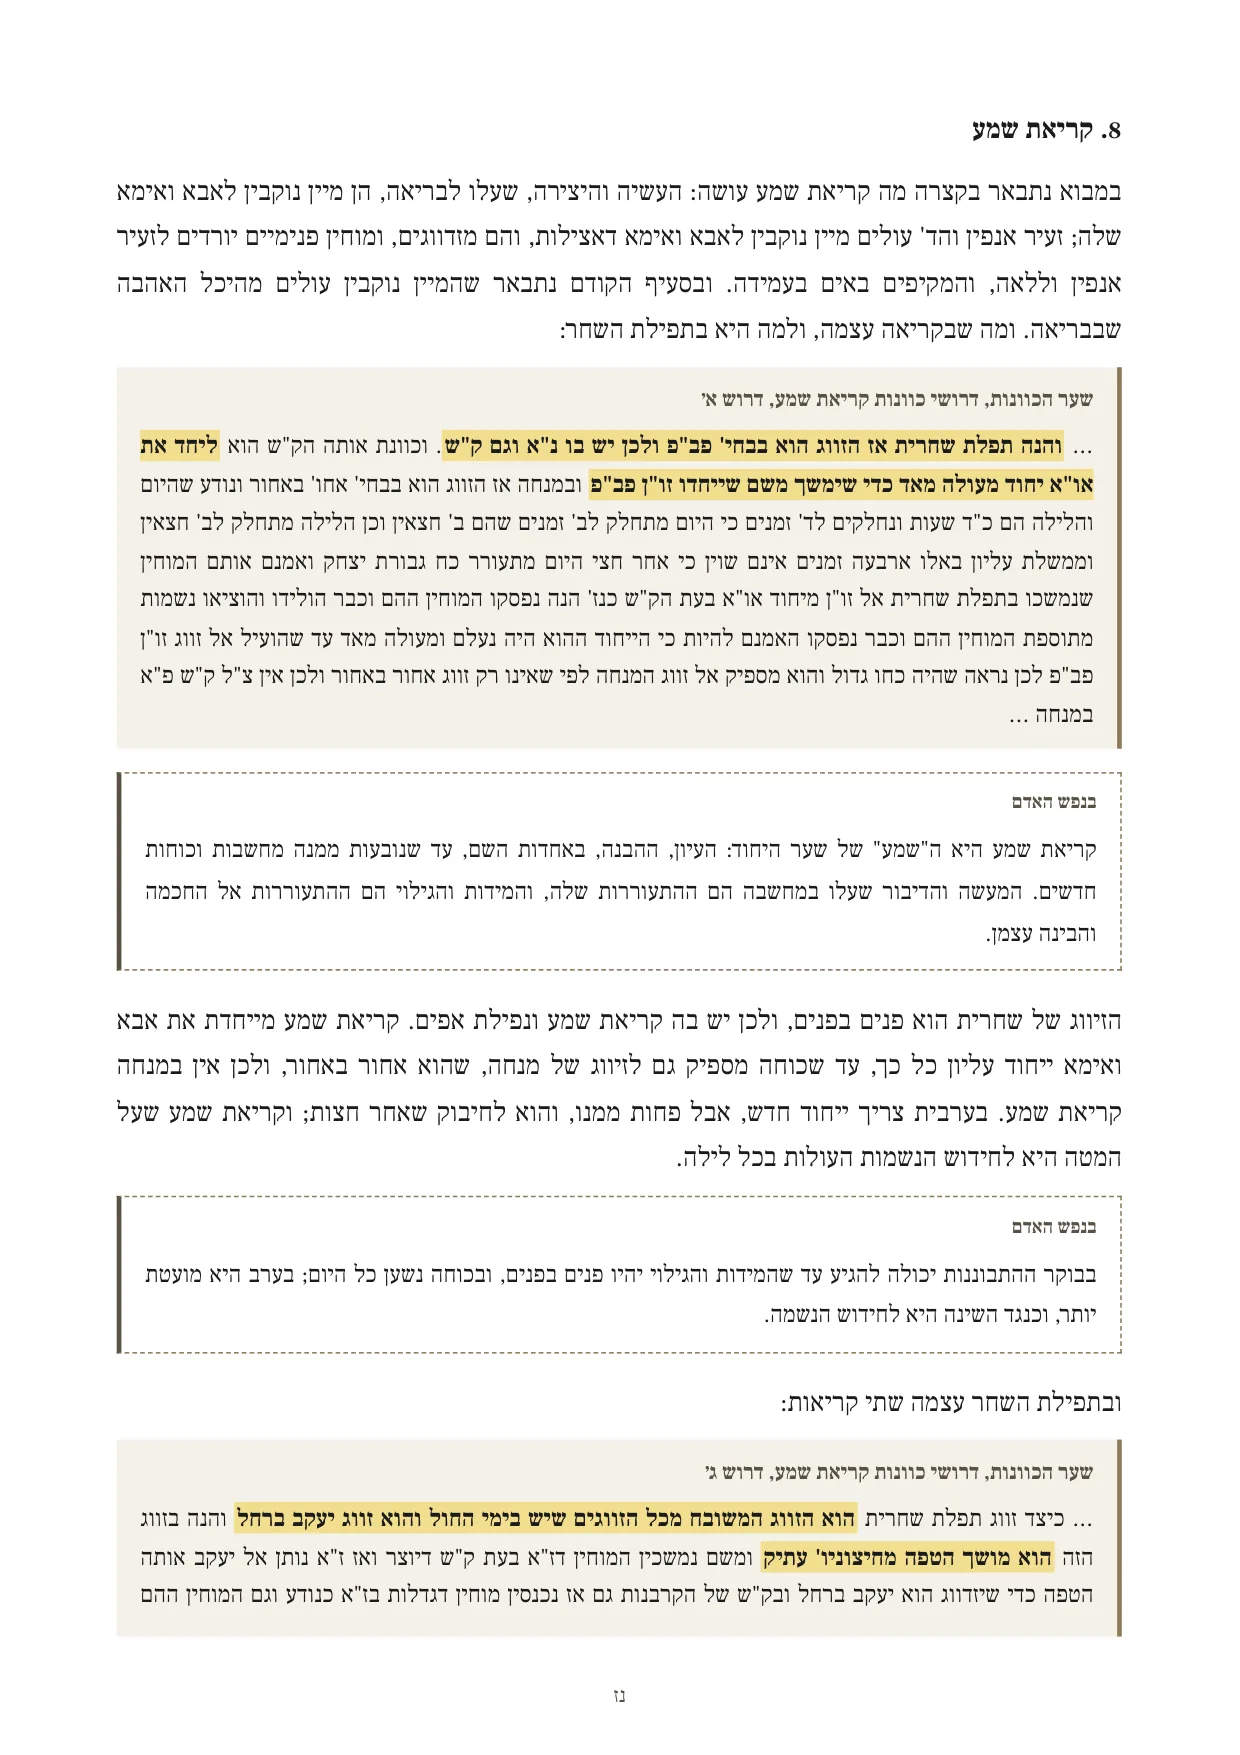 8. קריאת שמע
במבוא נתבאר בקצרה מה קריאת שמע עושה: העשיה והיצירה, שעלו לבריאה, הן מיין נוקבין לאבא ואימא
שלה; זעיר אנפין והד' עולים מיין נוקבין לאבא ואימא דאצילות, והם מזדווגים, ומוחין פנימיים יורדים לזעיר
אנפין וללאה, והמקיפים באים בעמידה. ובסעיף הקודם נתבאר שהמיין נוקבין עולים מהיכל האהבה
שבבריאה. ומה שבקריאה עצמה, ולמה היא בתפילת השחר:
שער הכוונות, דרושי כוונות קריאת שמע, דרוש א׳
... והנה תפלת שחרית אז הזווג הוא בבחי' פב"פ ולכן יש בו נ"א וגם ק"ש. וכוונת אותה הק"ש הוא ליחד את
או"א יחוד מעולה מאד כדי שימשך משם שייחדו זו"ן פב"פ ובמנחה אז הזווג הוא בבחי' אחו' באחור ונודע שהיום
והלילה הם כ"ד שעות ונחלקים לד' זמנים כי היום מתחלק לב' זמנים שהם ב' חצאין וכן הלילה מתחלק לב' חצאין
וממשלת עליון באלו ארבעה זמנים אינם שוין כי אחר חצי היום מתעורר כח גבורת יצחק ואמנם אותם המוחין
שנמשכו בתפלת שחרית אל זו"ן מיחוד או"א בעת הק"ש כנז' הנה נפסקו המוחין ההם וכבר הולידו והוציאו נשמות
מתוספת המוחין ההם וכבר נפסקו האמנם להיות כי הייחוד ההוא היה נעלם ומעולה מאד עד שהועיל אל זווג זו"ן
פב"פ לכן נראה שהיה כחו גדול והוא מספיק אל זווג המנחה לפי שאינו רק זווג אחור באחור ולכן אין צ"ל ק"ש פ"א
במנחה ...
בנפש האדם
קריאת שמע היא ה"שמע" של שער היחוד: העיון, ההבנה, באחדות השם, עד שנובעות ממנה מחשבות וכוחות
חדשים. המעשה והדיבור שעלו במחשבה הם ההתעוררות שלה, והמידות והגילוי הם ההתעוררות אל החכמה
והבינה עצמן.
הזיווג של שחרית הוא פנים בפנים, ולכן יש בה קריאת שמע ונפילת אפים. קריאת שמע מייחדת את אבא
ואימא ייחוד עליון כל כך, עד שכוחה מספיק גם לזיווג של מנחה, שהוא אחור באחור, ולכן אין במנחה
קריאת שמע. בערבית צריך ייחוד חדש, אבל פחות ממנו, והוא לחיבוק שאחר חצות; וקריאת שמע שעל
המטה היא לחידוש הנשמות העולות בכל לילה.
בנפש האדם
בבוקר ההתבוננות יכולה להגיע עד שהמידות והגילוי יהיו פנים בפנים, ובכוחה נשען כל היום; בערב היא מועטת
יותר, וכנגד השינה היא לחידוש הנשמה.
ובתפילת השחר עצמה שתי קריאות:
שער הכוונות, דרושי כוונות קריאת שמע, דרוש ג׳
... כיצד זווג תפלת שחרית הוא הזווג המשובח מכל הזווגים שיש בימי החול והוא זווג יעקב ברחל והנה בזווג
הזה הוא מושך הטפה מחיצוניו' עתיק ומשם נמשכין המוחין דז"א בעת ק"ש דיוצר ואז ז"א נותן אל יעקב אותה
הטפה כדי שיזדווג הוא יעקב ברחל ובק"ש של הקרבנות גם אז נכנסין מוחין דגדלות בז"א כנודע וגם המוחין ההם
נז